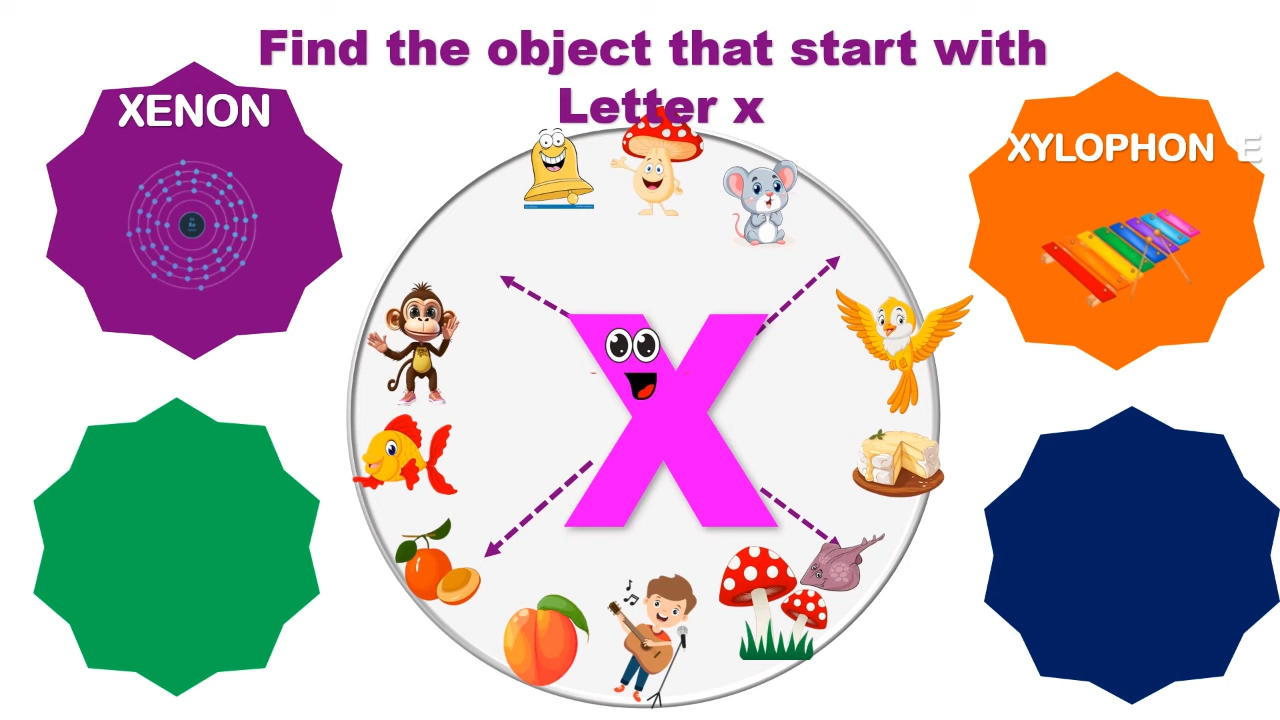 Find the object that start with
Letter x
XENON
XYLOPHON E
X